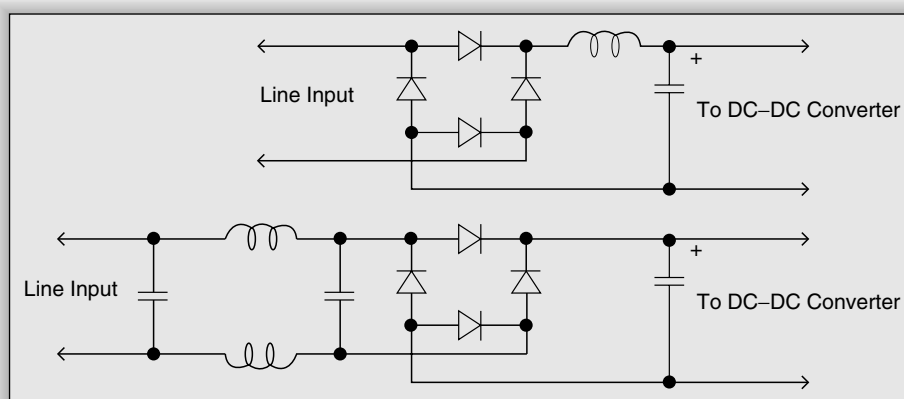 +
Line Input
To DC–DC Converter
+
Line Input
To DC–DC Converter